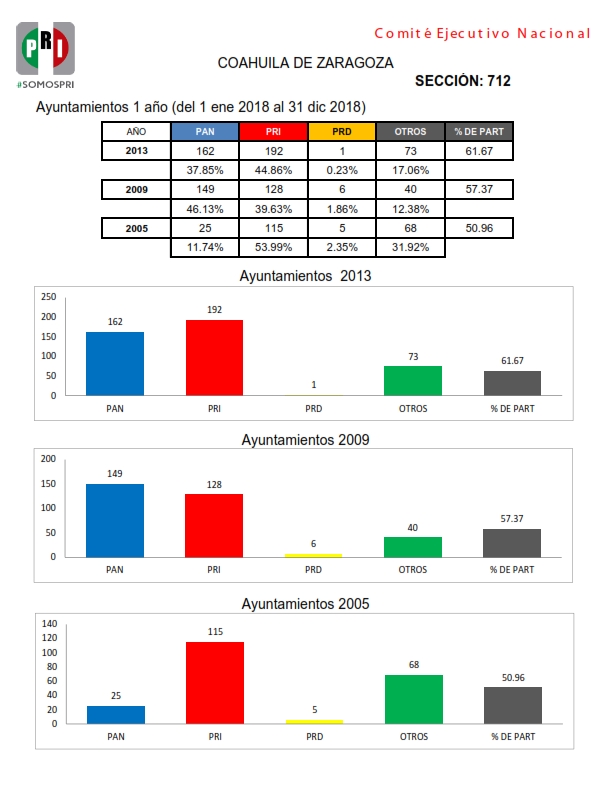 Comité Ejecutivo Nacional
PRI
#SOMOSPRI
COAHUILA DE ZARAGOZA
SECCIÓN: 712
Ayuntamientos 1 año (del 1 ene 2018 al 31 dic 2018)
AÑO PAN PRI PRD OTROS % DE PART
2013 162 192 1 73 61.67
37.85% 44.86% 0.23% 17.06%
2009 149 128 6 40 57.37
46.13% 39.63% 1.86% 12.38%
2005 25 115 5 68 50.96
11.74% 53.99% 2.35% 31.92%
Ayuntamientos 2013
250
200
150
100
50
0
162
192
1
73
61.67
PAN PRI PRD OTROS % DE PART
Ayuntamientos 2009
200
150
100
50
0
149
128
6
40
57.37
PAN PRI PRD OTROS % DE PART
Ayuntamientos 2005
140
120
100
80
60
40
20
0
25
115
5
68
50.96
PAN PRI PRD OTROS % DE PART